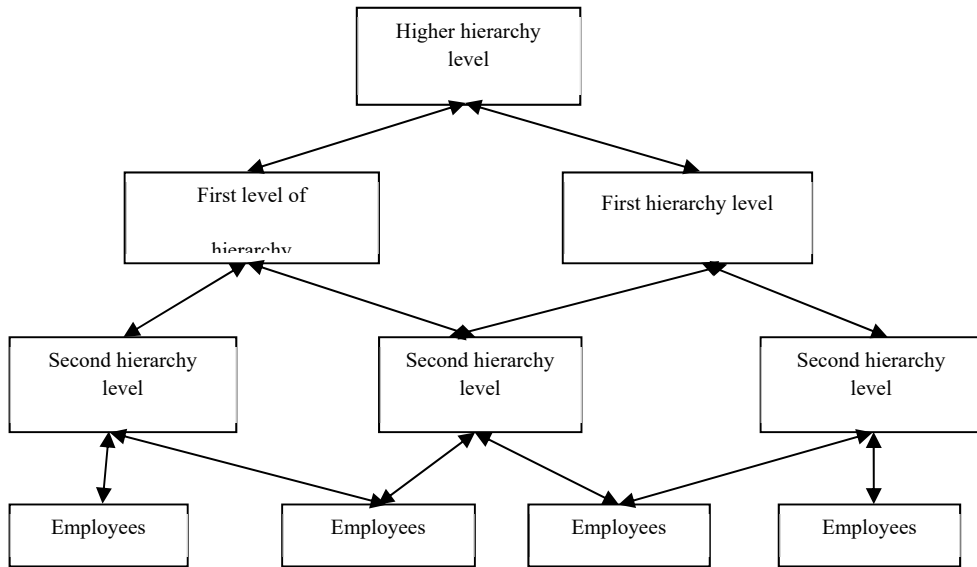 Higher hierarchy
level
First level of
hierarchy
First hierarchy level
Second hierarchy
level
Second hierarchy
level
Second hierarchy
level
Employees
Employees
Employees
Employees